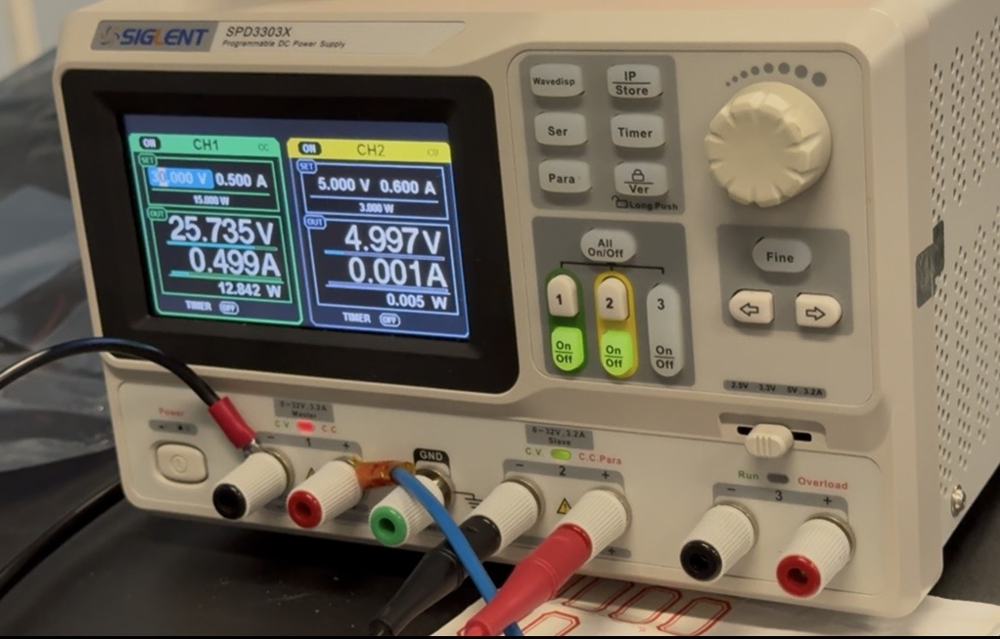 SIGLENT
SPD3303X
Programmable DC Power Supply
ON CH1 CC
SET
30.000 V 0.500 A
15.000 W
OUT
25.735V
0.499A
12.842 W
TIMER OFF
ON CH2
SET
5.000 V 0.600 A
3.000 W
OUT
4.997V
0.001A
0.005 W
TIMER OFF
Wavedisp
IP
Store
Ser
Timer
Para
Ver
Long Push
All
On/Off
1
2
3
On
Off
On
Off
On
Off
Fine
2.5V 3.3V 5V 3.2A
Power
0~32V, 3.2A
Master
C.V. C.C.
- 1 +
GND
0~32V, 3.2A
Slave
C.V. C.C.Para
- 2 +
Run Overload
- 3 +